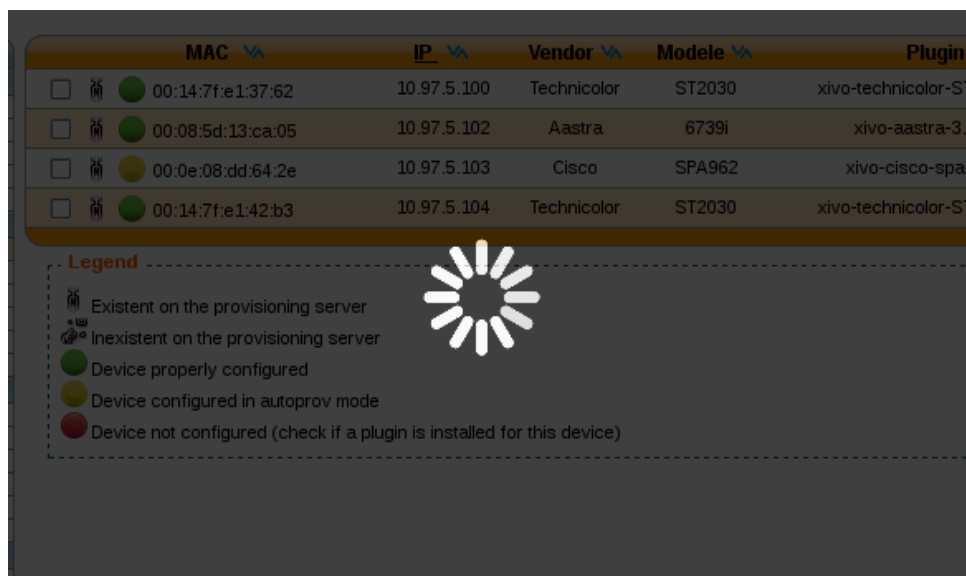 MAC IP Vendor Modele Plugin
00:14:7f:e1:37:62 10.97.5.100 Technicolor ST2030 xivo-technicolor-S
00:08:5d:13:ca:05 10.97.5.102 Aastra 6739i xivo-aastra-3.
00:0e:08:dd:64:2e 10.97.5.103 Cisco SPA962 xivo-cisco-spa
00:14:7f:e1:42:b3 10.97.5.104 Technicolor ST2030 xivo-technicolor-S
Legend
Existent on the provisioning server
Inexistent on the provisioning server
Device properly configured
Device configured in autoprov mode
Device not configured (check if a plugin is installed for this device)